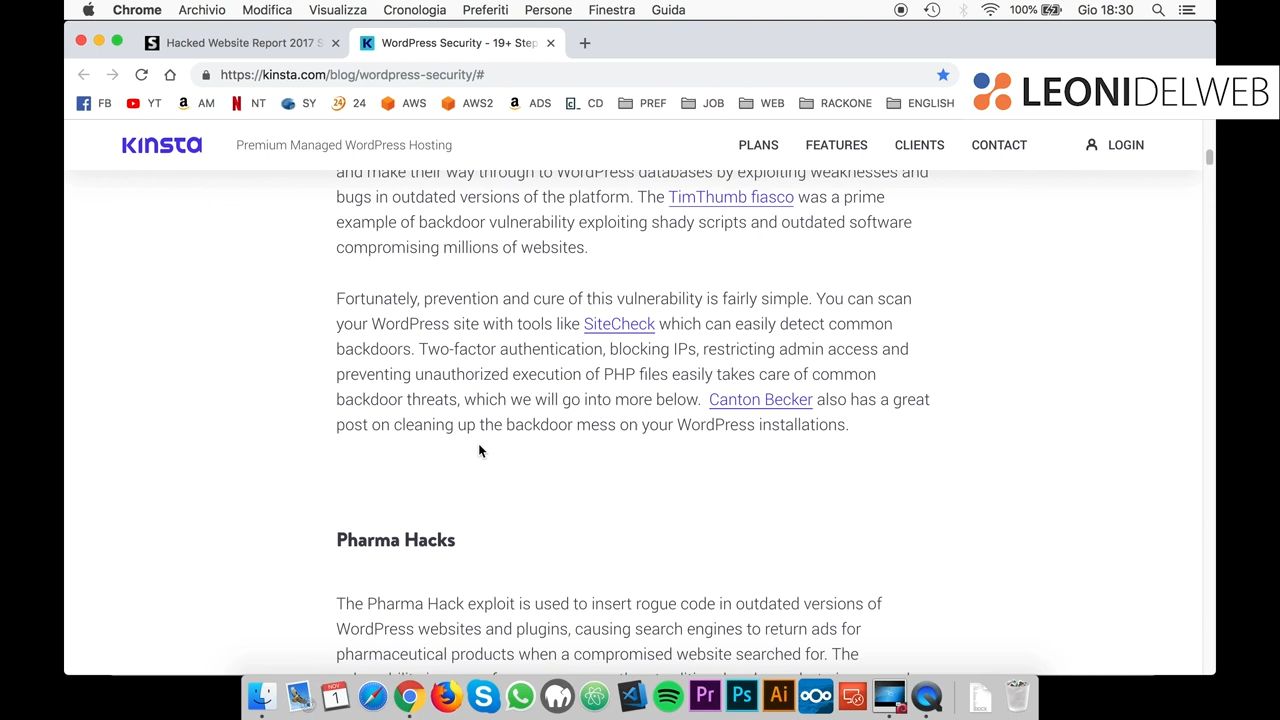 Chrome Archivio Modifica Visualizza Cronologia Preferiti Persone Finestra Guida 100% Gio 18:30
Hacked Website Report 2017 S
WordPress Security - 19+ Step
https://kinsta.com/blog/wordpress-security/#
FB YT AM NT SY 24 24 AWS AWS2 ADS CD PREF JOB WEB RACKONE ENGLISH
LEONIDELWEB
KINSTA Premium Managed WordPress Hosting PLANS FEATURES CLIENTS CONTACT LOGIN
and make their way through to WordPress databases by exploiting weaknesses and
bugs in outdated versions of the platform. The TimThumb fiasco was a prime
example of backdoor vulnerability exploiting shady scripts and outdated software
compromising millions of websites.
Fortunately, prevention and cure of this vulnerability is fairly simple. You can scan
your WordPress site with tools like SiteCheck which can easily detect common
backdoors. Two-factor authentication, blocking IPs, restricting admin access and
preventing unauthorized execution of PHP files easily takes care of common
backdoor threats, which we will go into more below. Canton Becker also has a great
post on cleaning up the backdoor mess on your WordPress installations.
Pharma Hacks
The Pharma Hack exploit is used to insert rogue code in outdated versions of
WordPress websites and plugins, causing search engines to return ads for
pharmaceutical products when a compromised website searched for. The
NOV 1 Pr Ps Ai DOCX